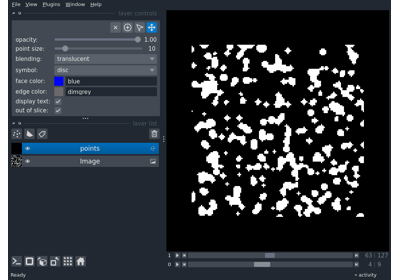 File View Plugins Window Help
layer controls
opacity: 1.00
point size: 10
blending: translucent
symbol: disc
face color: blue
edge color: dimgrey
display text:
out of slice:
layer list
points
Image
1 63 127
0 4 9
Ready activity